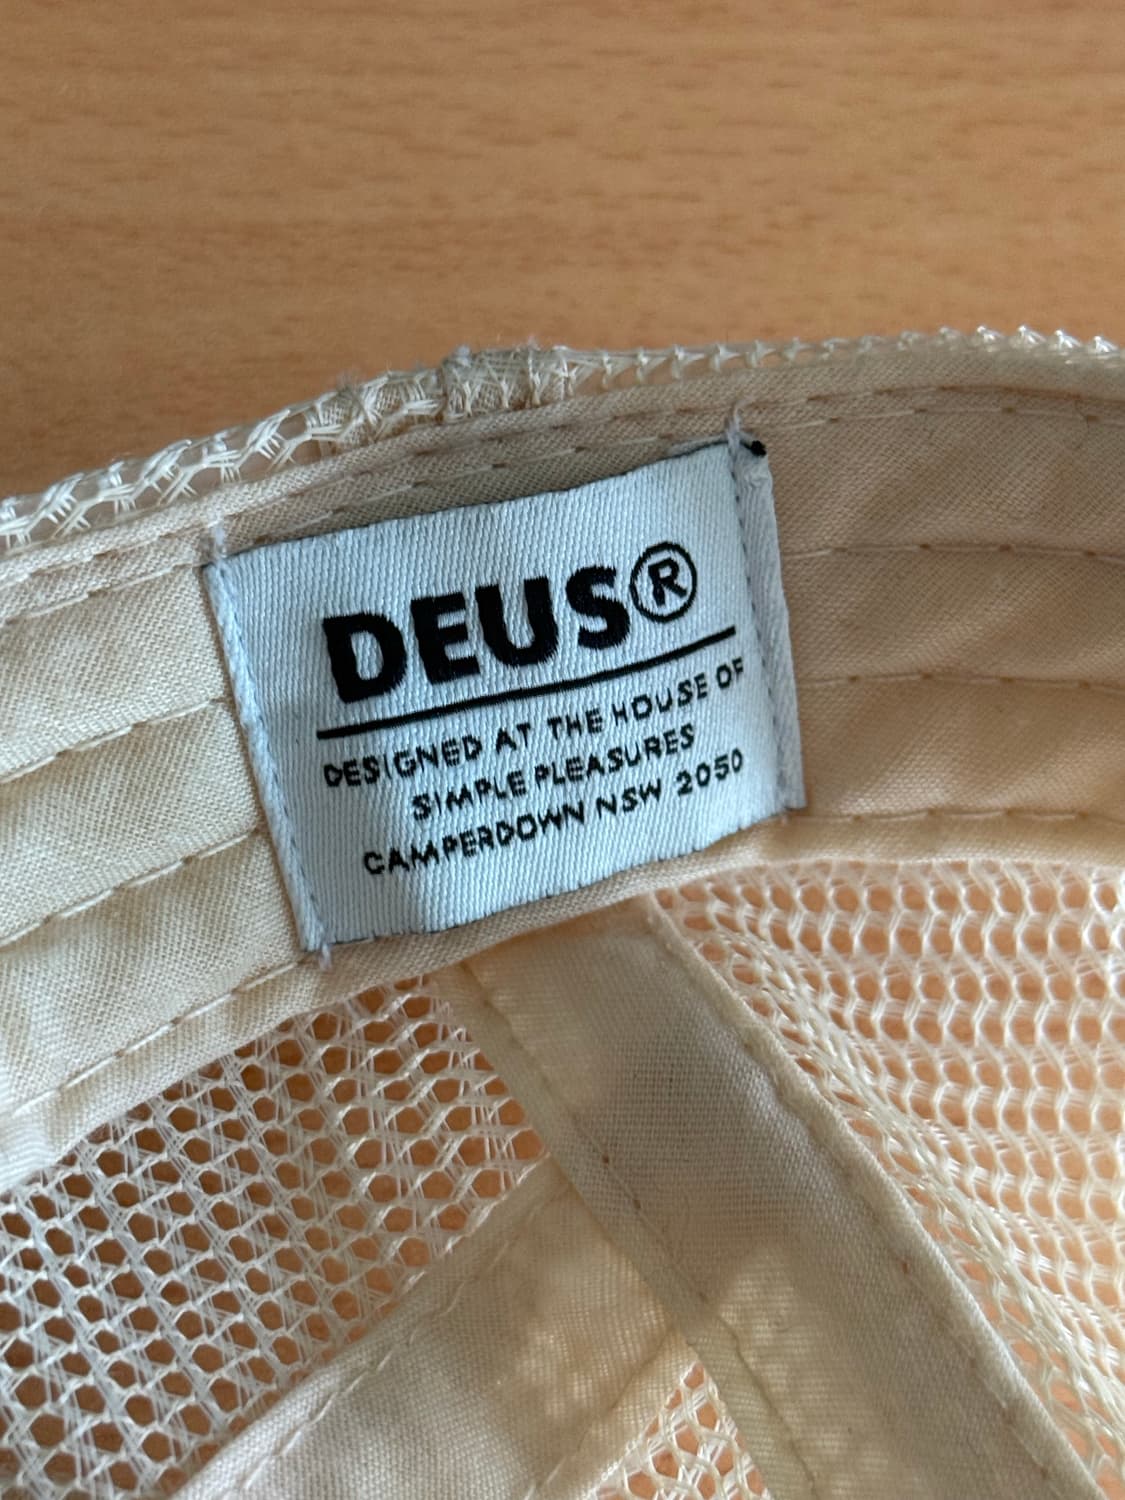 DEUS®
DESIGNED AT THE HOUSE OF
SIMPLE PLEASURES
CAMPERDOWN NSW 2050